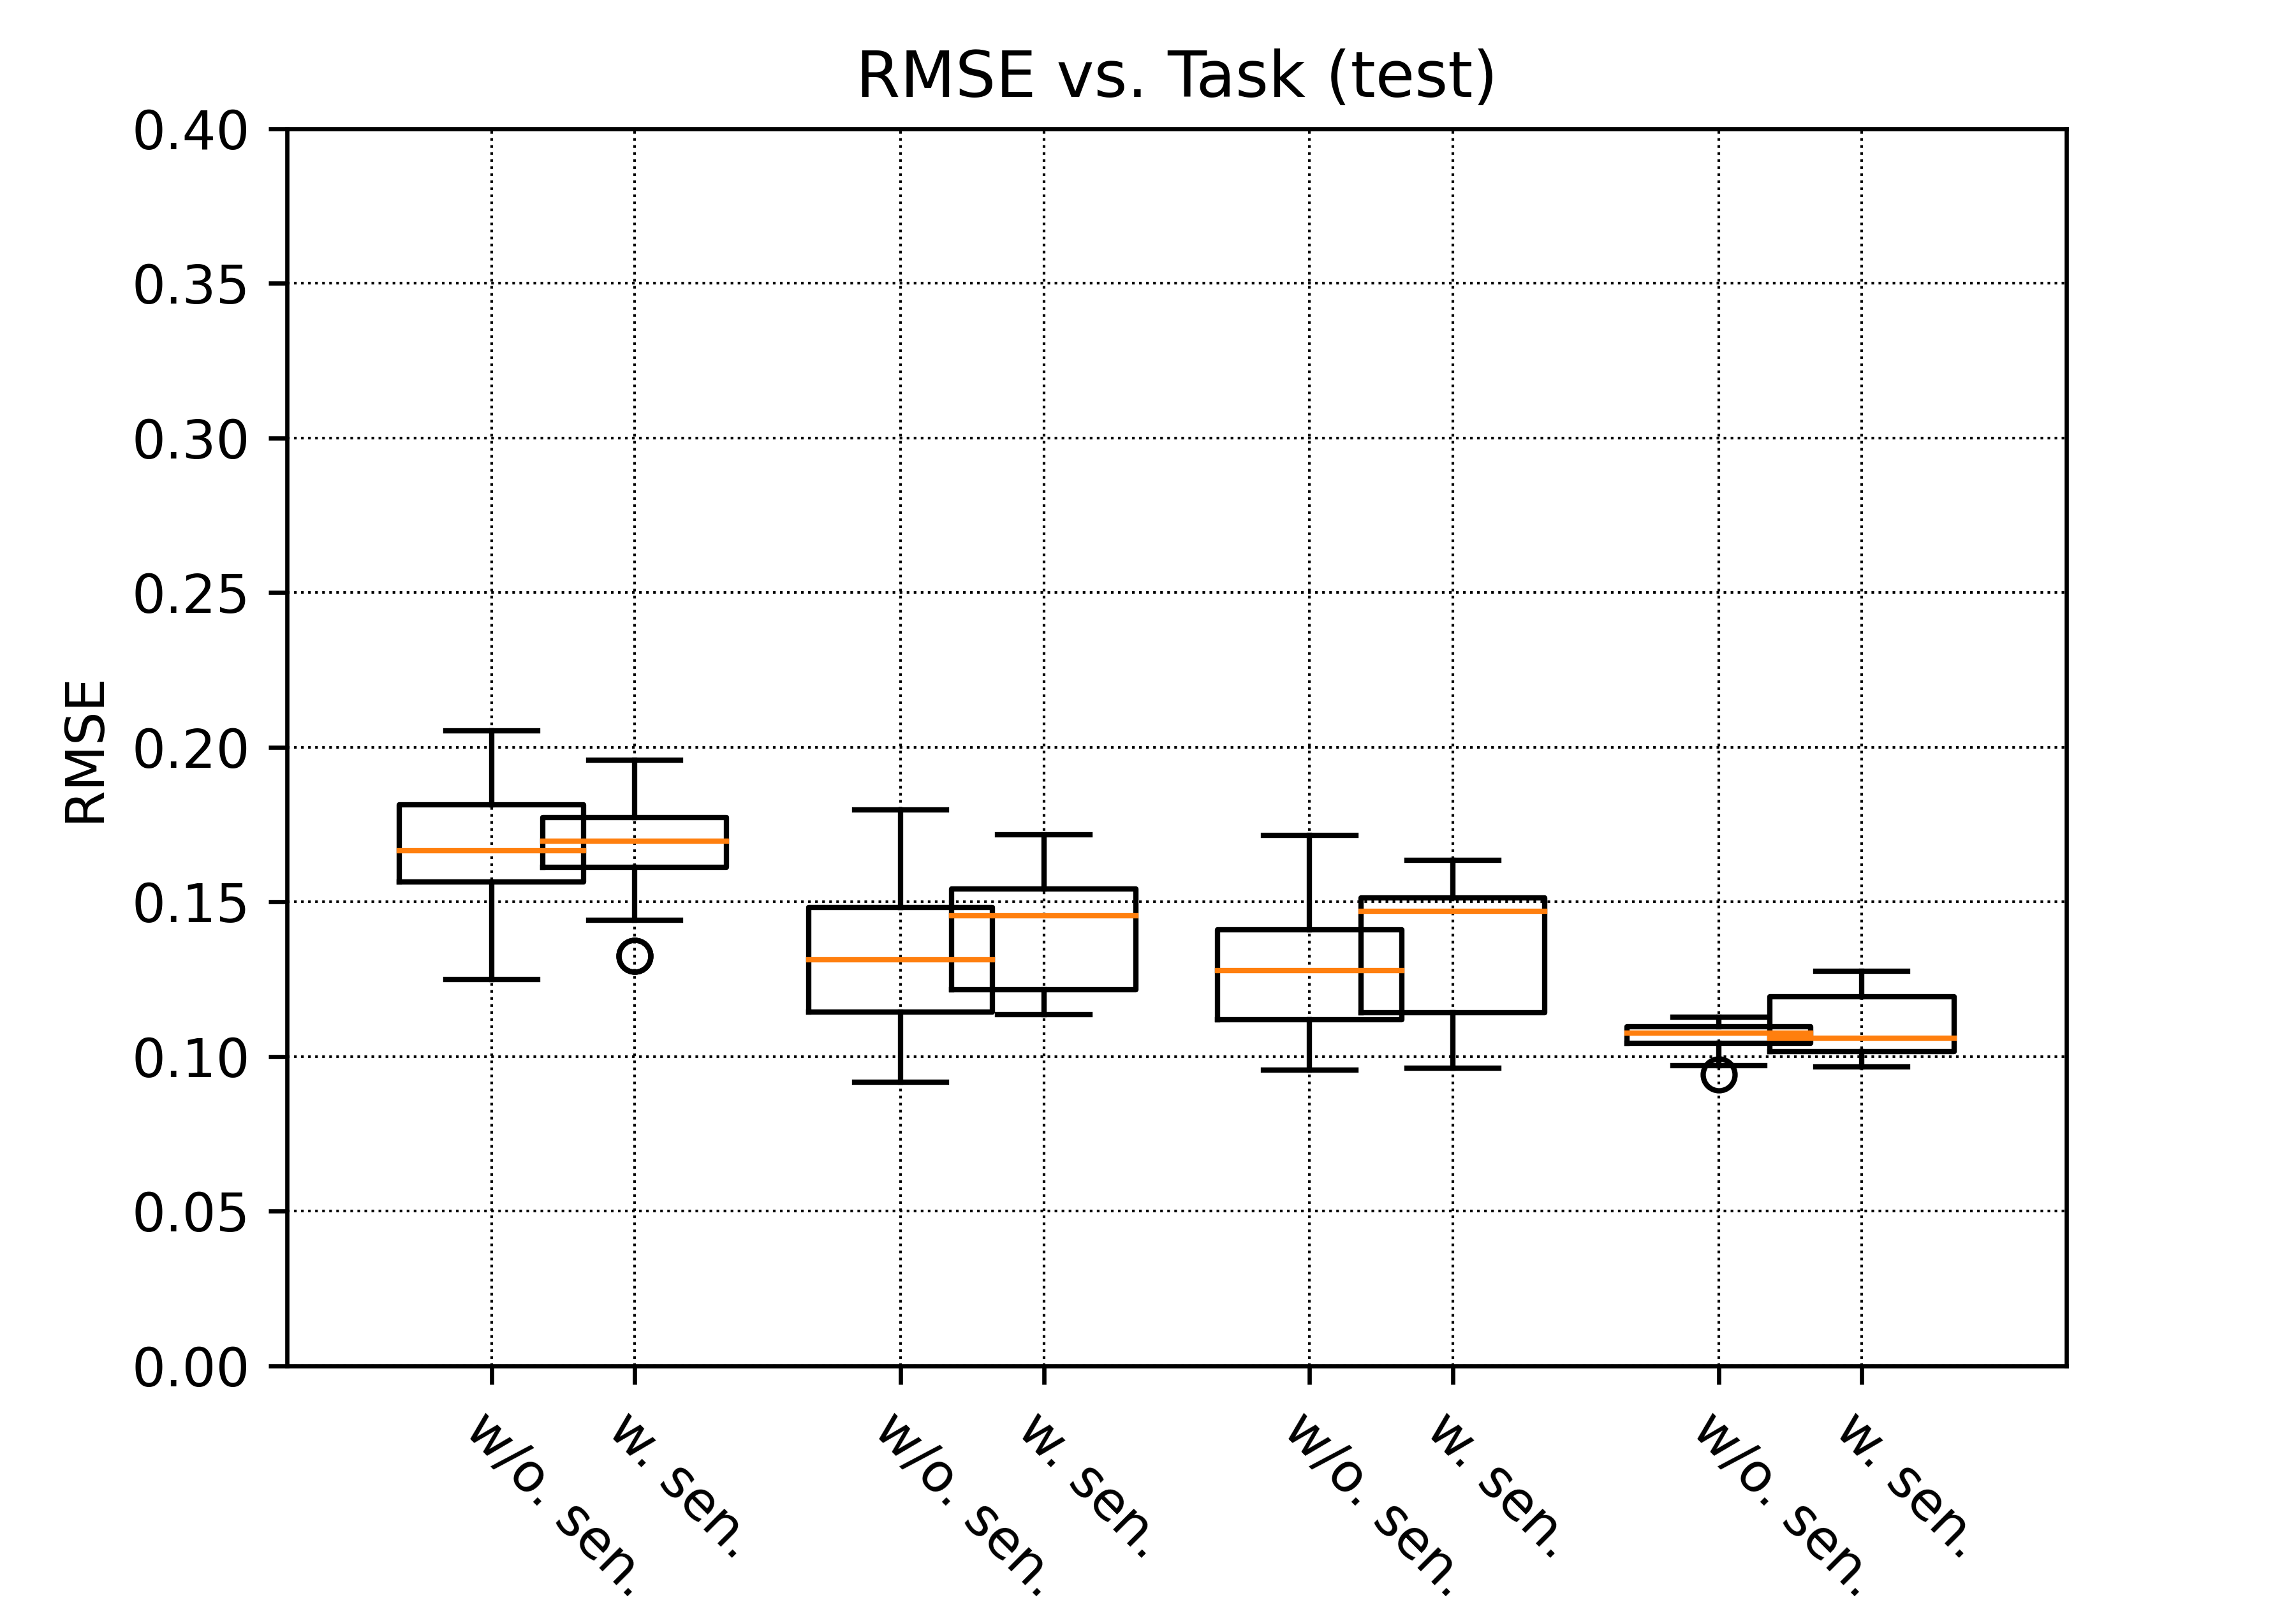 RMSE vs. Task (test)
0.40
0.35
0.30
0.25
0.20
0.15
0.10
0.05
0.00
RMSE
w/o. sen.
w. sen.
w/o. sen.
w. sen.
w/o. sen.
w. sen.
w/o. sen.
w. sen.